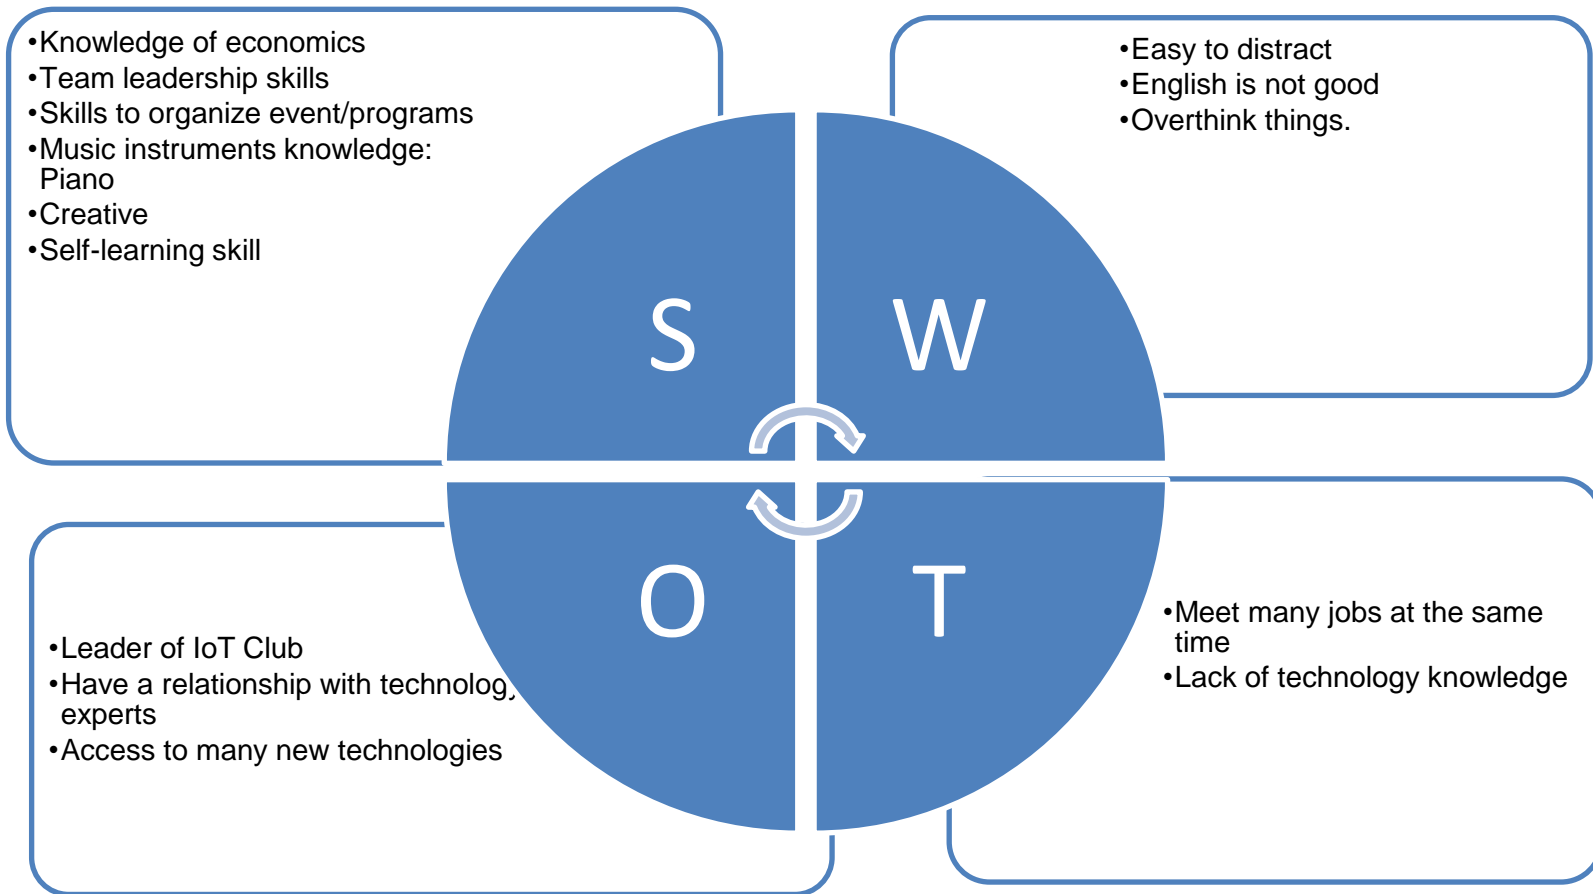 •Knowledge of economics
•Team leadership skills
•Skills to organize event/programs
•Music instruments knowledge:
Piano
•Creative
•Self-learning skill
•Easy to distract
•English is not good
•Overthink things.
S
W
O
T
•Leader of IoT Club
•Have a relationship with technology
experts
•Access to many new technologies
•Meet many jobs at the same
time
•Lack of technology knowledge